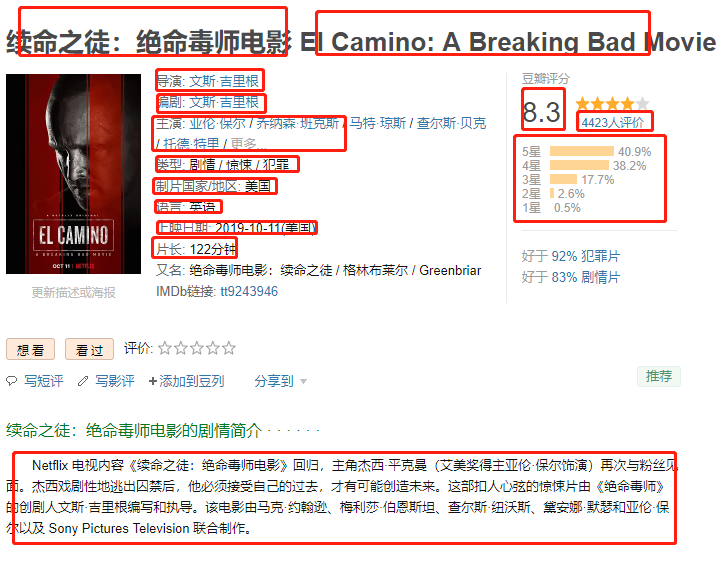 续命之徒：绝命毒师电影 El Camino: A Breaking Bad Movie
导演: 文斯·吉里根
编剧: 文斯·吉里根
主演: 亚伦·保尔 / 乔纳森·班克斯 / 马特·琼斯 / 查尔斯·贝克
/ 托德·特里 / 更多...
类型: 剧情 / 惊悚 / 犯罪
制片国家/地区: 美国
语言: 英语
上映日期: 2019-10-11(美国)
片长: 122分钟
又名: 绝命毒师电影：续命之徒 / 格林布莱尔 / Greenbriar
IMDb链接: tt9243946
A NETFLIX ORIGINAL
EL CAMINO
A BREAKING BAD MOVIE
OCT 11 | NETFLIX
更新描述或海报
豆瓣评分
8.3
4423人评价
5星 40.9%
4星 38.2%
3星 17.7%
2星 2.6%
1星 0.5%
好于 92% 犯罪片
好于 83% 剧情片
想看 看过 评价:
写短评 写影评 +添加到豆列 分享到
推荐
续命之徒：绝命毒师电影的剧情简介 · · · · · ·
Netflix 电视内容《续命之徒：绝命毒师电影》回归，主角杰西·平克曼（艾美奖得主亚伦·保尔饰演）再次与粉丝见
面。杰西戏剧性地逃出囚禁后，他必须接受自己的过去，才有可能创造未来。这部扣人心弦的惊悚片由《绝命毒师》
的创剧人文斯·吉里根编写和执导。该电影由马克·约翰逊、梅利莎·伯恩斯坦、查尔斯·纽沃斯、黛安娜·默瑟和亚伦·保
尔以及 Sony Pictures Television 联合制作。